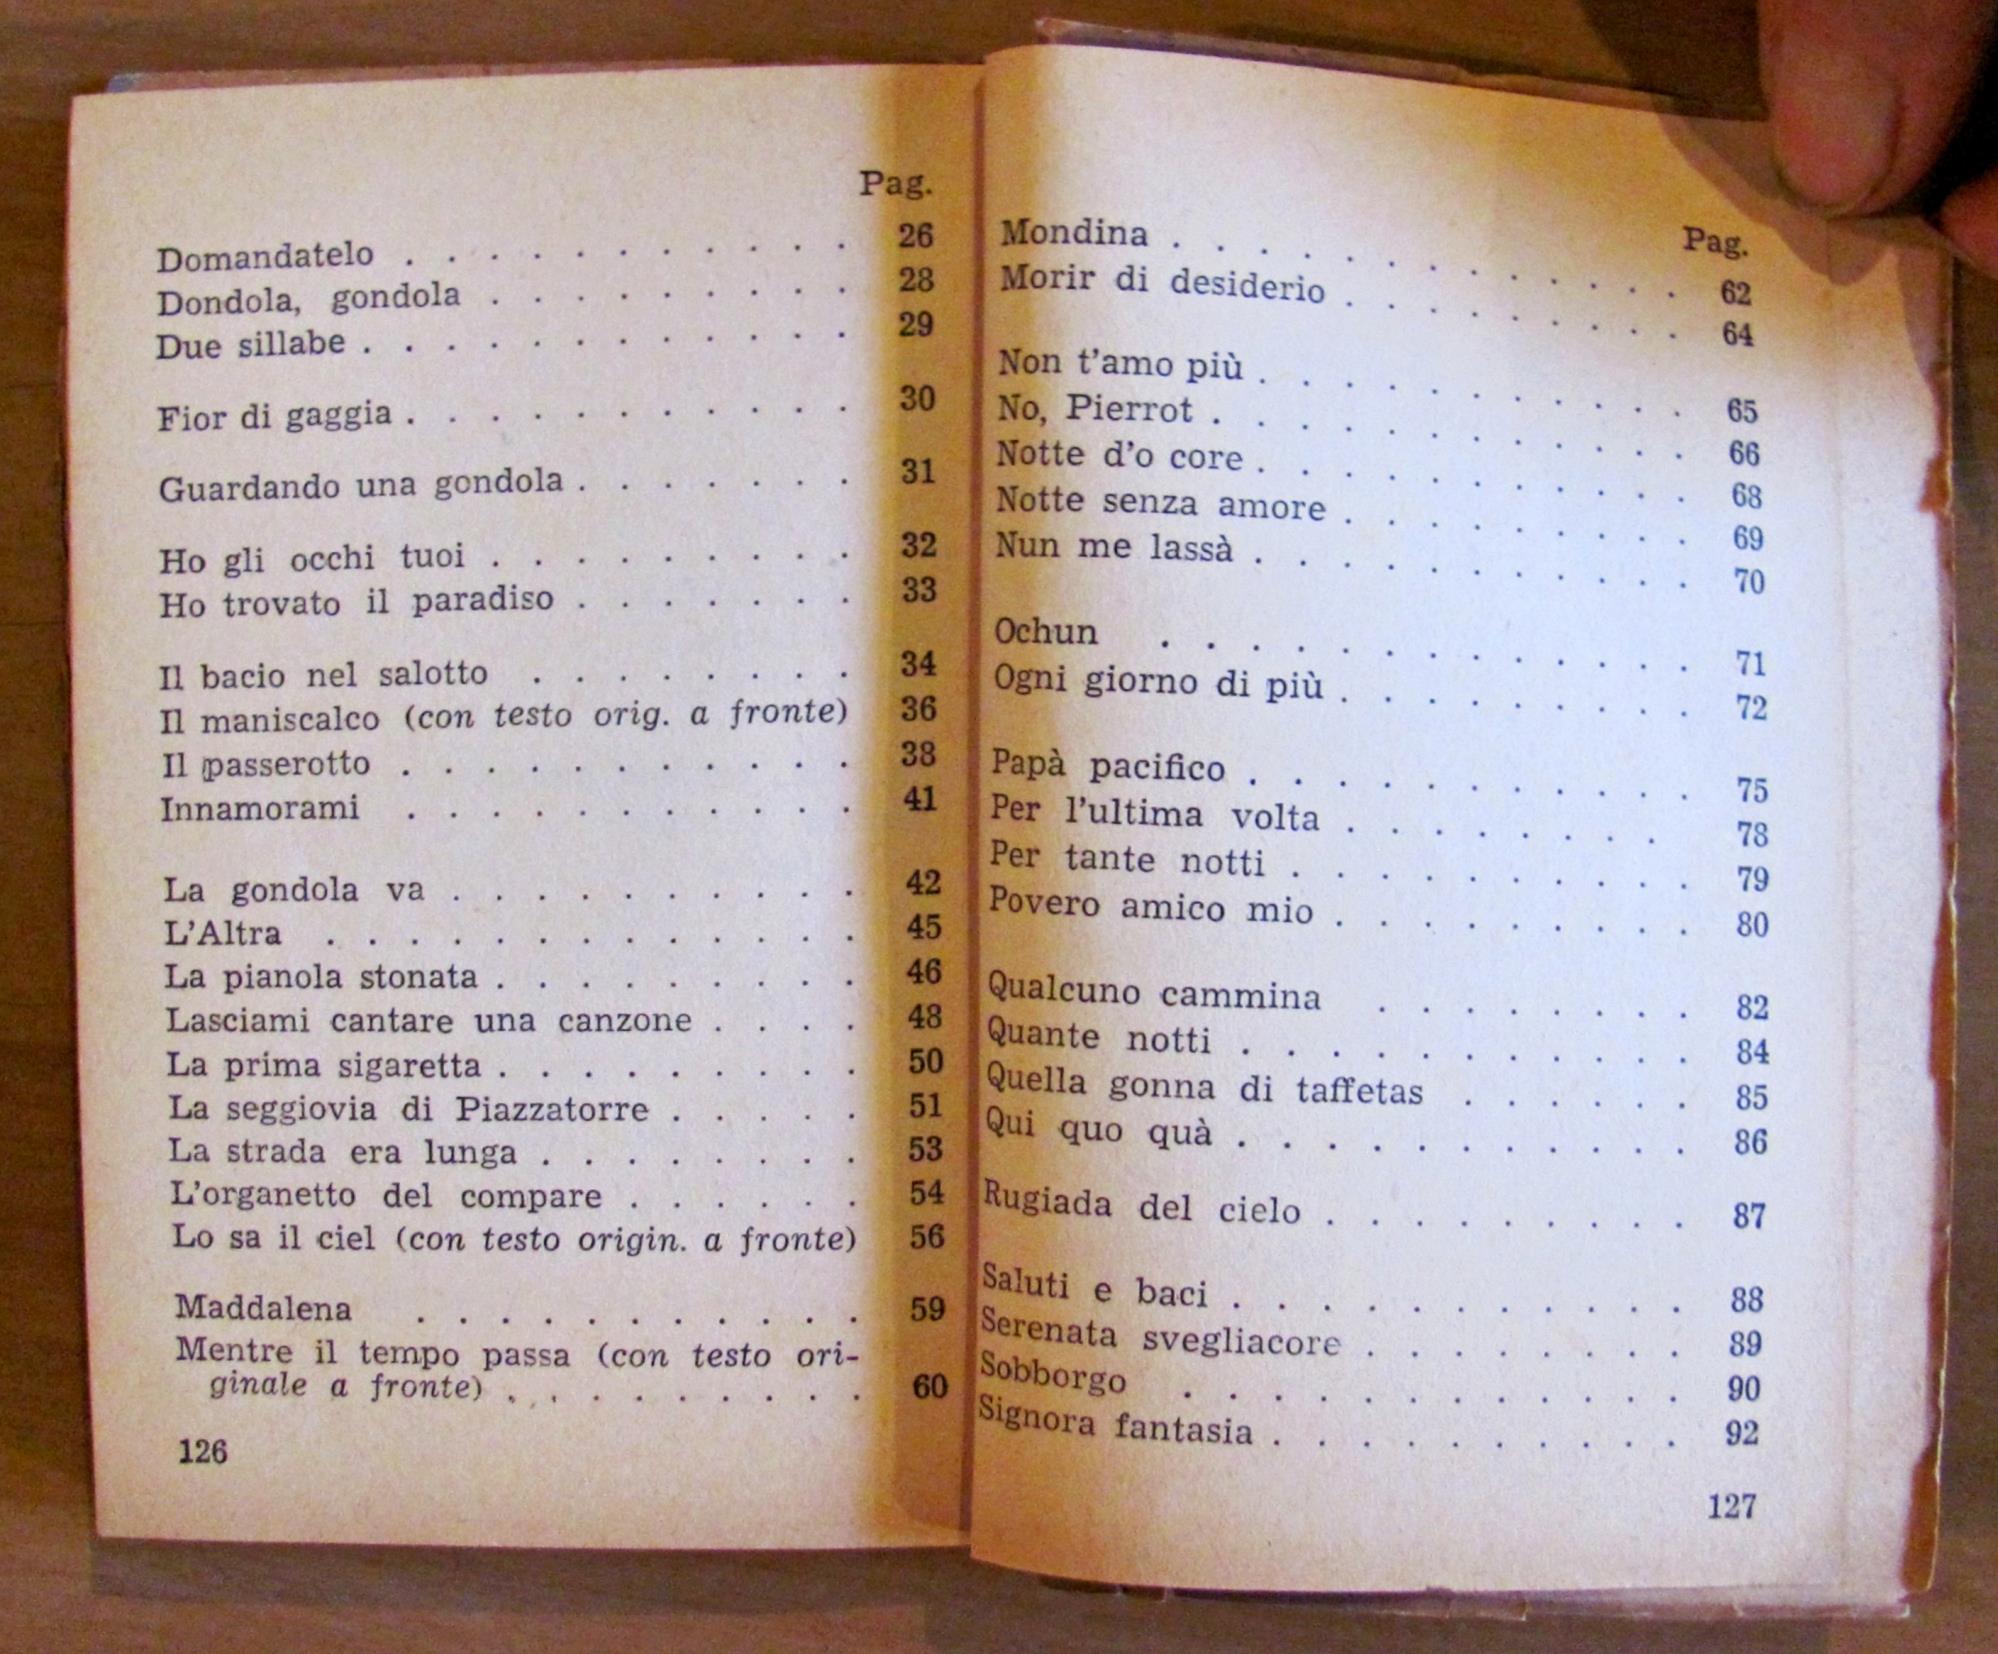 Pag.
Domandatelo . . . . . . . . . . . 26
Dondola, gondola . . . . . . . . . 28
Due sillabe . . . . . . . . . . . . 29
Fior di gaggia . . . . . . . . . . . 30
Guardando una gondola . . . . . . . 31
Ho gli occhi tuoi . . . . . . . . . 32
Ho trovato il paradiso . . . . . . . 33
Il bacio nel salotto . . . . . . . . 34
Il maniscalco (con testo orig. a fronte) 36
Il passerotto . . . . . . . . . . . 38
Innamorami . . . . . . . . . . . 41
La gondola va . . . . . . . . . . 42
L'Altra . . . . . . . . . . . . . 45
La pianola stonata . . . . . . . . . 46
Lasciami cantare una canzone . . . . 48
La prima sigaretta . . . . . . . . . 50
La seggiovia di Piazzatorre . . . . . 51
La strada era lunga . . . . . . . . 53
L'organetto del compare . . . . . . 54
Lo sa il ciel (con testo origin. a fronte) 56
Maddalena . . . . . . . . . . . 59
Mentre il tempo passa (con testo ori-
ginale a fronte) . . . . . . . . . 60
126
Pag.
Mondina . . . . . . . . . . . . 62
Morir di desiderio . . . . . . . . 64
Non t'amo più . . . . . . . . . . 65
No, Pierrot . . . . . . . . . . . 66
Notte d'o core . . . . . . . . . . 68
Notte senza amore . . . . . . . . 69
Nun me lassà . . . . . . . . . . 70
Ochun . . . . . . . . . . . . . 71
Ogni giorno di più . . . . . . . . . 72
Papà pacifico . . . . . . . . . . . 75
Per l'ultima volta . . . . . . . . 78
Per tante notti . . . . . . . . . . 79
Povero amico mio . . . . . . . . . 80
Qualcuno cammina . . . . . . . . 82
Quante notti . . . . . . . . . . . 84
Quella gonna di taffetas . . . . . . 85
Qui quo quà . . . . . . . . . . . 86
Rugiada del cielo . . . . . . . . . 87
Saluti e baci . . . . . . . . . . . 88
Serenata svegliacore . . . . . . . . 89
Sobborgo . . . . . . . . . . . . 90
Signora fantasia . . . . . . . . . . 92
127